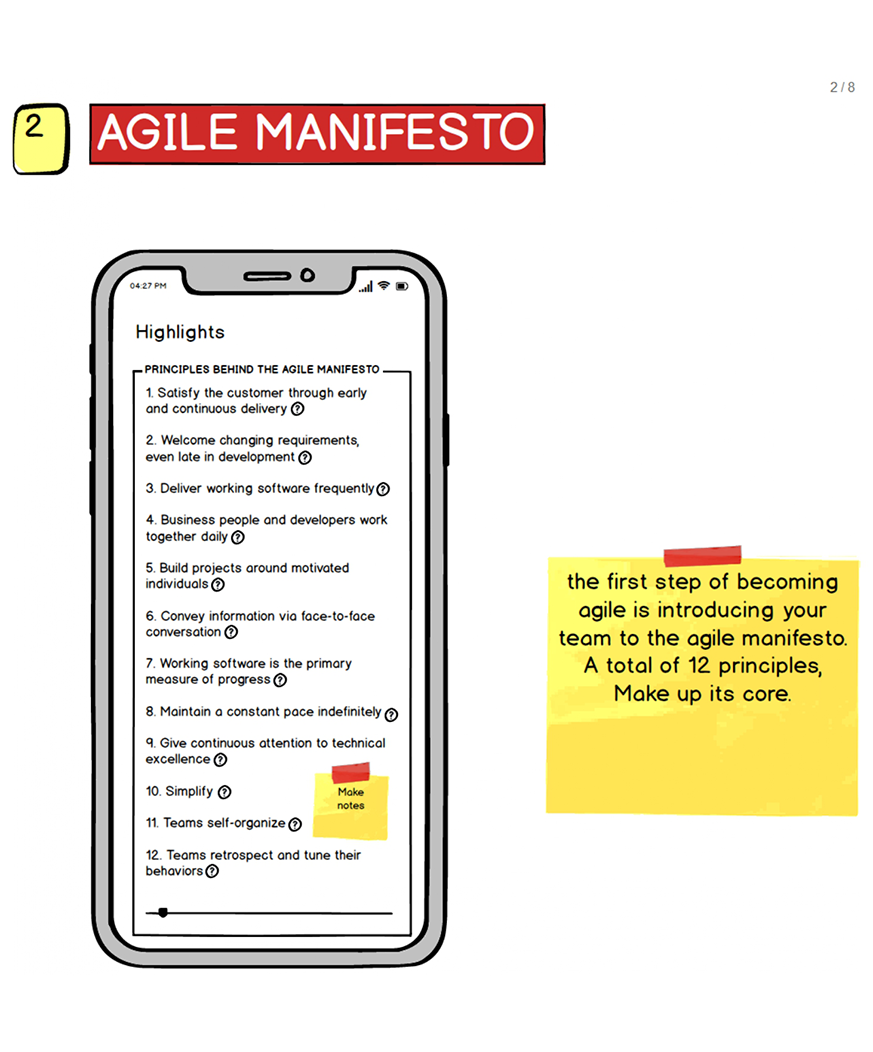 2 / 8
2
AGILE MANIFESTO
04:27 PM
Highlights
PRINCIPLES BEHIND THE AGILE MANIFESTO
1. Satisfy the customer through early
and continuous delivery ?
2. Welcome changing requirements,
even late in development ?
3. Deliver working software frequently ?
4. Business people and developers work
together daily ?
5. Build projects around motivated
individuals ?
6. Convey information via face-to-face
conversation ?
7. Working software is the primary
measure of progress ?
8. Maintain a constant pace indefinitely ?
9. Give continuous attention to technical
excellence ?
10. Simplify ?
11. Teams self-organize ?
12. Teams retrospect and tune their
behaviors ?
Make
notes
the first step of becoming
agile is introducing your
team to the agile manifesto.
A total of 12 principles,
Make up its core.